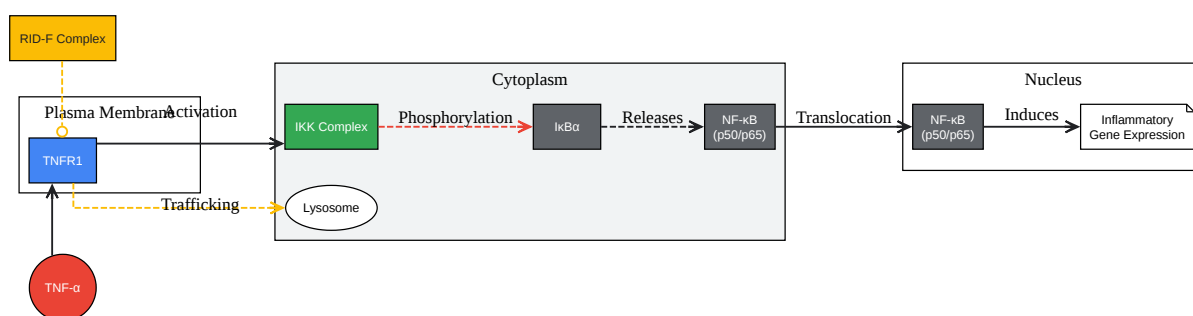 RID-F Complex
Plasma Membrane
Activation
TNFR1
TNF-α
Trafficking
Cytoplasm
IKK Complex
Phosphorylation
IκBα
Releases
NF-κB
(p50/p65)
Lysosome
Translocation
Nucleus
NF-κB
(p50/p65)
Induces
Inflammatory
Gene Expression